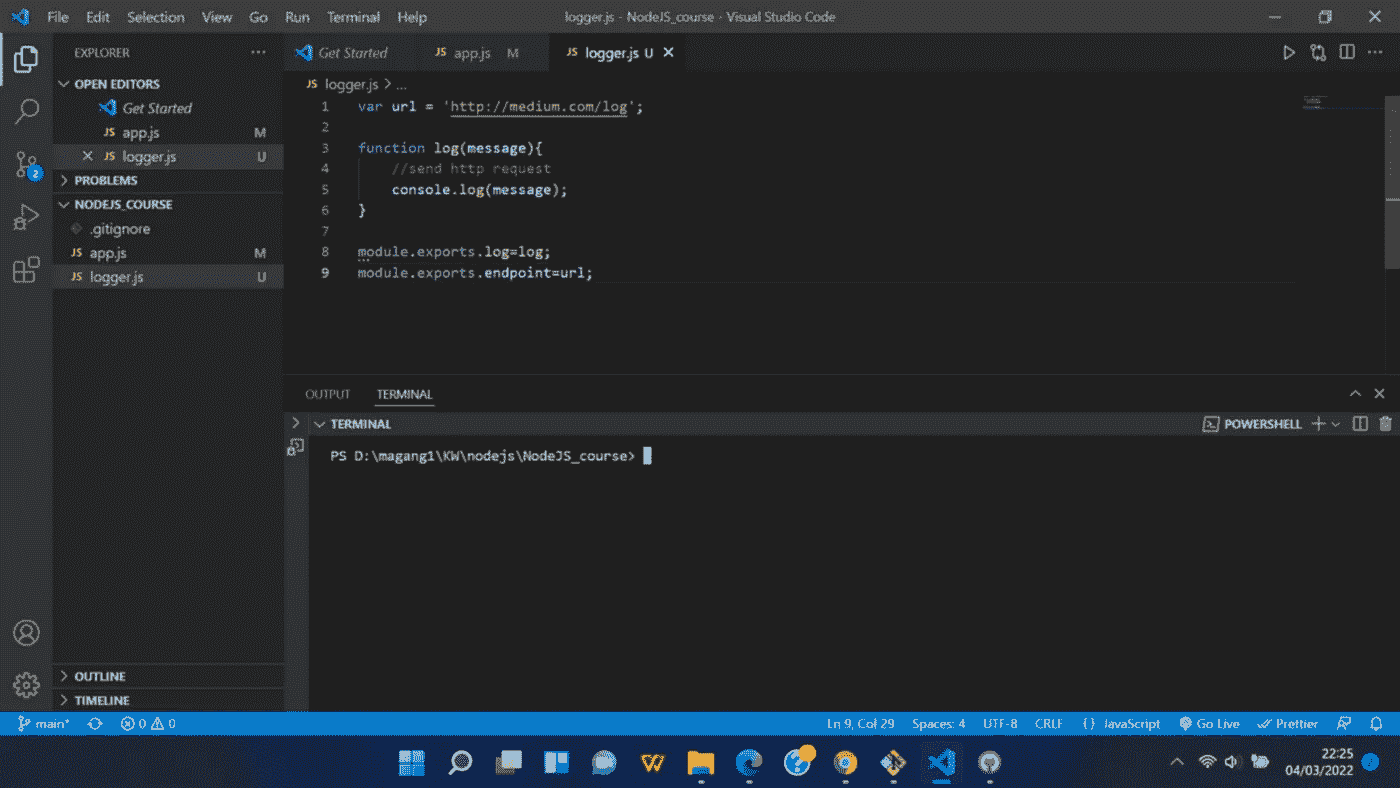 File Edit Selection View Go Run Terminal Help logger.js - NodeJS_course - Visual Studio Code
EXPLORER
Get Started
JS app.js M
JS logger.js U
OPEN EDITORS
Get Started
JS app.js M
JS logger.js U
PROBLEMS
NODEJS_COURSE
.gitignore
JS app.js M
JS logger.js U
OUTLINE
TIMELINE
JS logger.js > ...
1 var url = 'http://medium.com/log';
2
3 function log(message){
4 //send http request
5 console.log(message);
6 }
7
8 module.exports.log=log;
9 module.exports.endpoint=url;
OUTPUT TERMINAL
TERMINAL POWERSHELL
PS D:\magang1\KW\nodejs\NodeJS_course>
2
main* 0 0 Ln 9, Col 29 Spaces: 4 UTF-8 CRLF {} JavaScript Go Live Prettier
22:25
04/03/2022